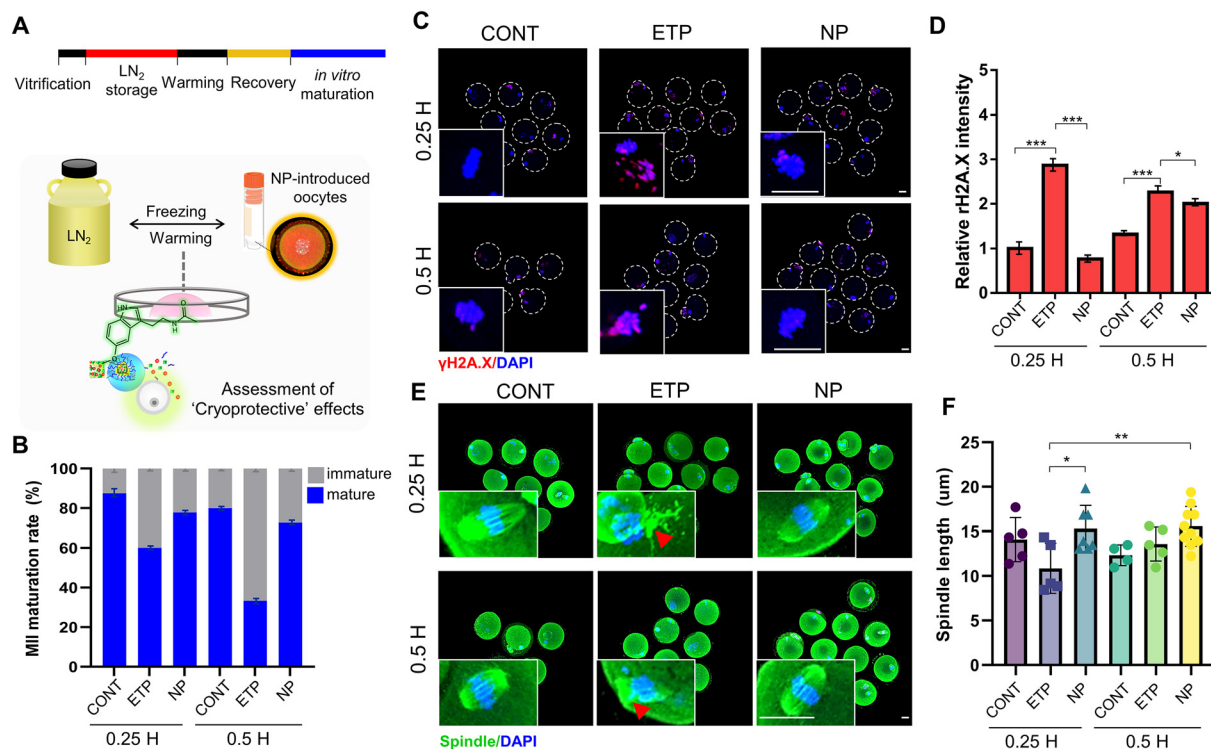 A
Vitrification
LN2
storage
Warming
Recovery
in vitro
maturation
LN2
Freezing
Warming
NP-introduced
oocytes
HN
O
N
H
O
Assessment of
‘Cryoprotective’ effects
B
MII maturation rate (%)
100
80
60
40
20
0
immature
mature
CONT
ETP
NP
CONT
ETP
NP
0.25 H
0.5 H
C
CONT
ETP
NP
0.25 H
0.5 H
γH2A.X/DAPI
D
Relative rH2A.X intensity
5
4
3
2
1
0
***
***
***
*
CONT
ETP
NP
CONT
ETP
NP
0.25 H
0.5 H
E
CONT
ETP
NP
0.25 H
0.5 H
Spindle/DAPI
F
Spindle length (um)
25
20
15
10
5
0
**
*
CONT
ETP
NP
CONT
ETP
NP
0.25 H
0.5 H